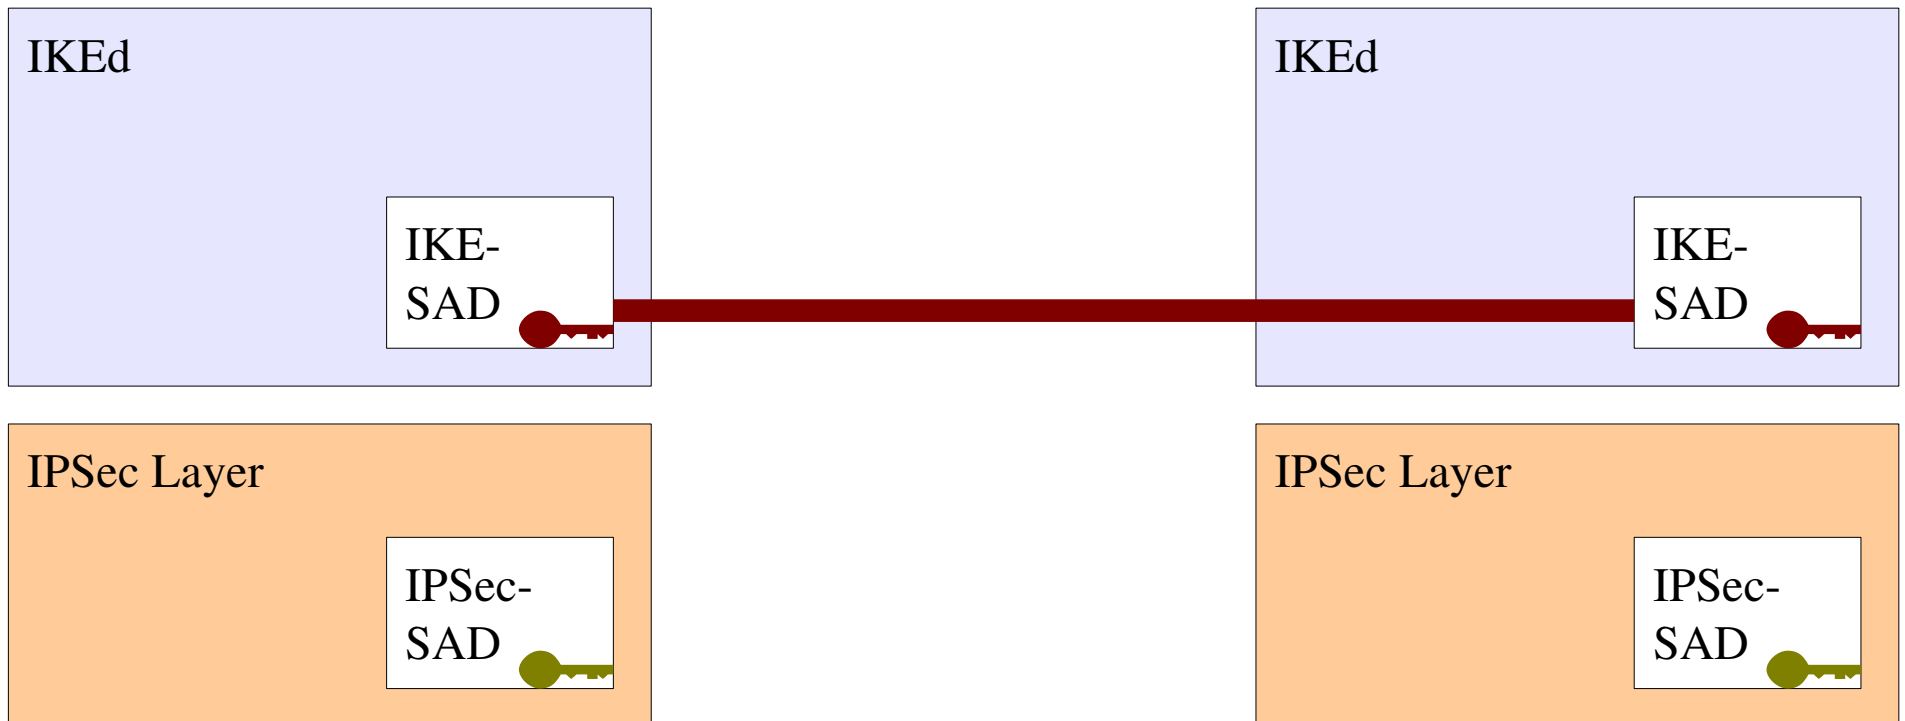 IKEd
IKE-
SAD
IKEd
IKE-
SAD
IPSec Layer
IPSec-
SAD
IPSec Layer
IPSec-
SAD